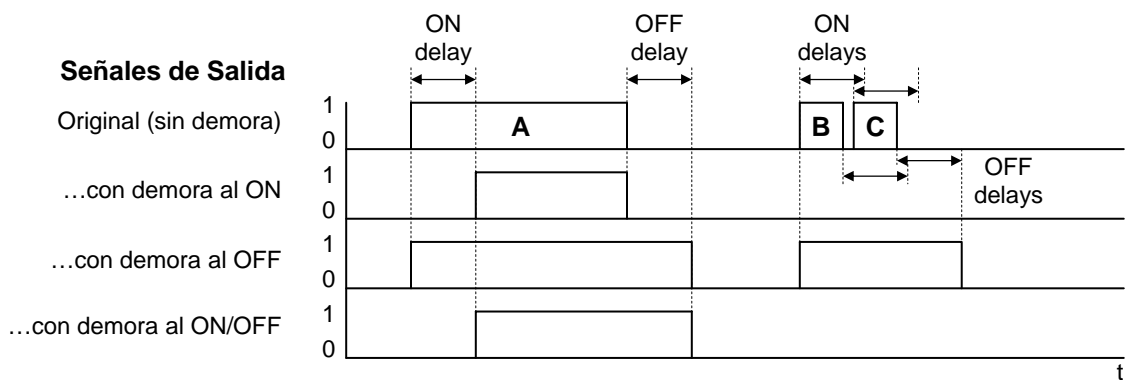 ON
delay
OFF
delay
ON
delays
Señales de Salida
Original (sin demora)
1
0
A
B
C
OFF
delays
…con demora al ON
1
0
…con demora al OFF
1
0
…con demora al ON/OFF
1
0
t